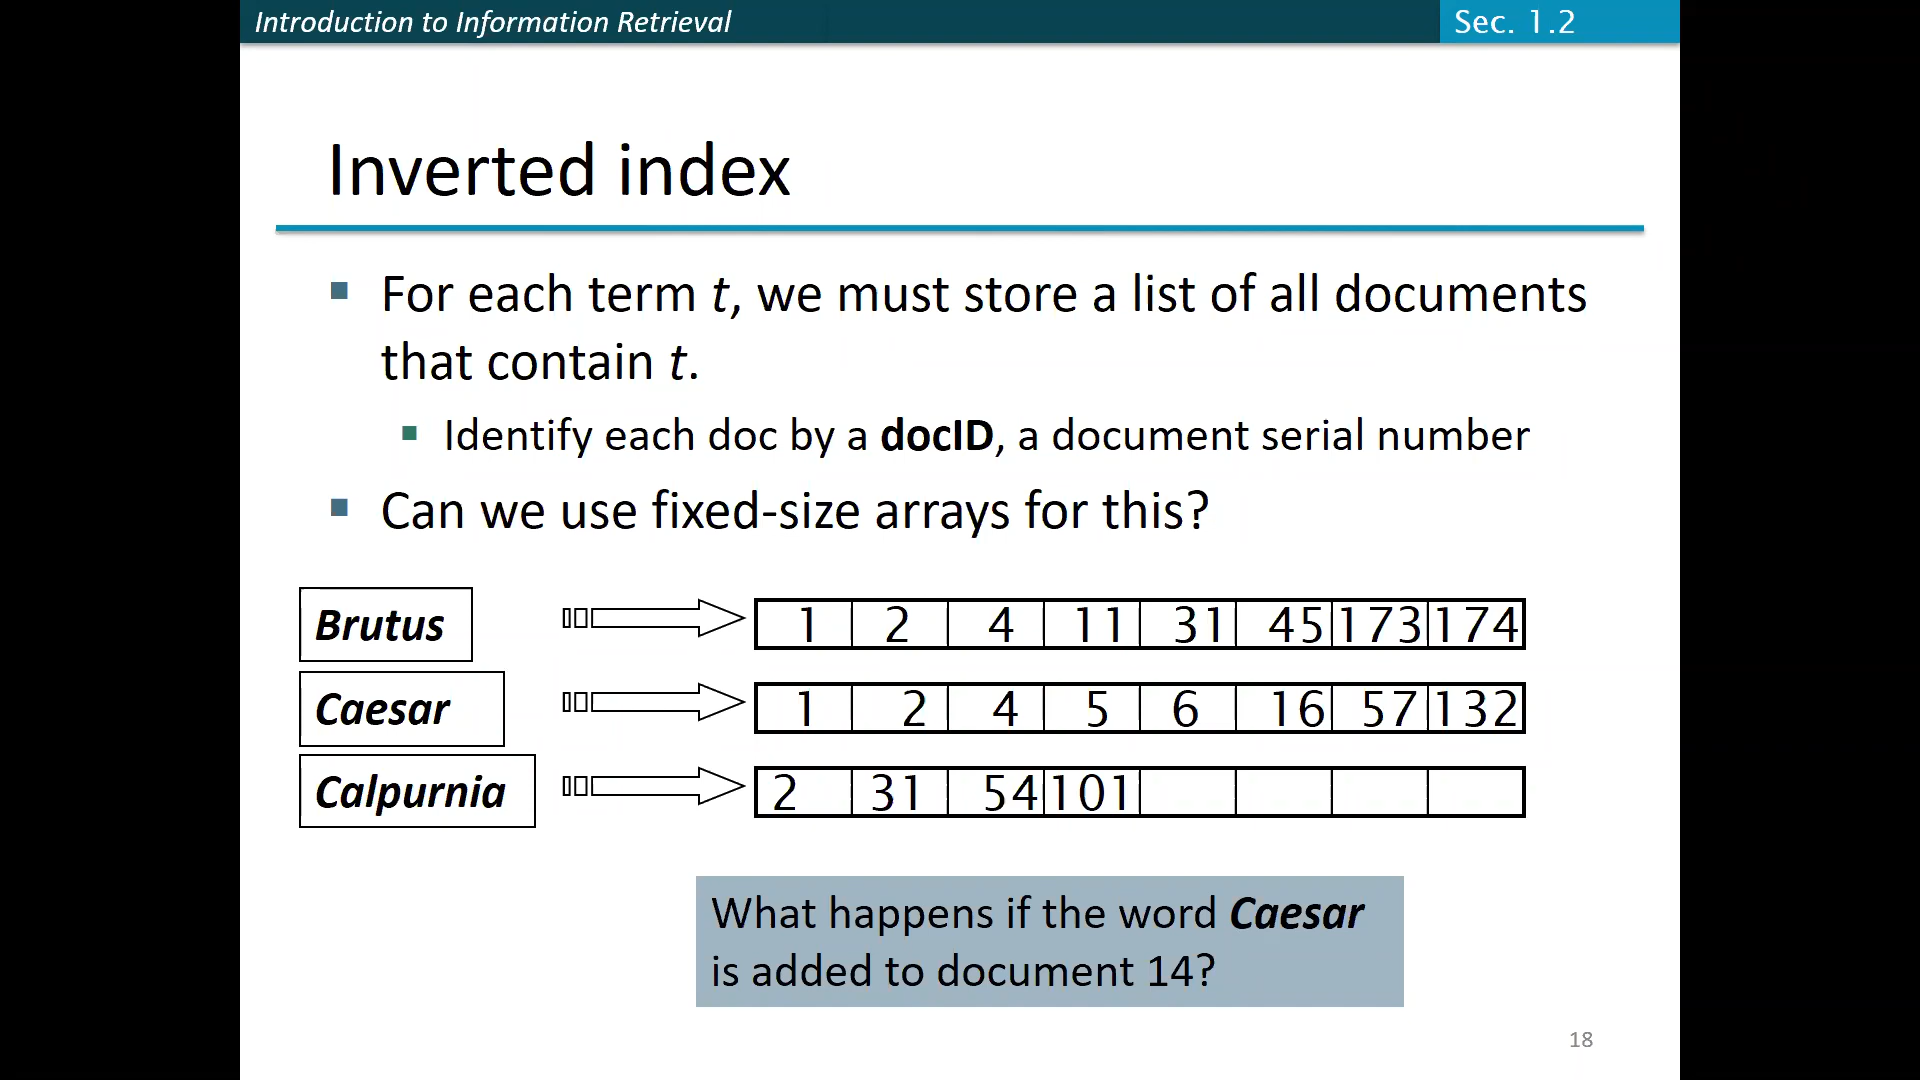 Introduction to Information Retrieval
Sec. 1.2
Inverted index
For each term t, we must store a list of all documents
that contain t.
Identify each doc by a docID, a document serial number
Can we use fixed-size arrays for this?
Brutus 1 2 4 11 31 45 173 174
Caesar 1 2 4 5 6 16 57 132
Calpurnia 2 31 54 101
What happens if the word Caesar
is added to document 14?
18